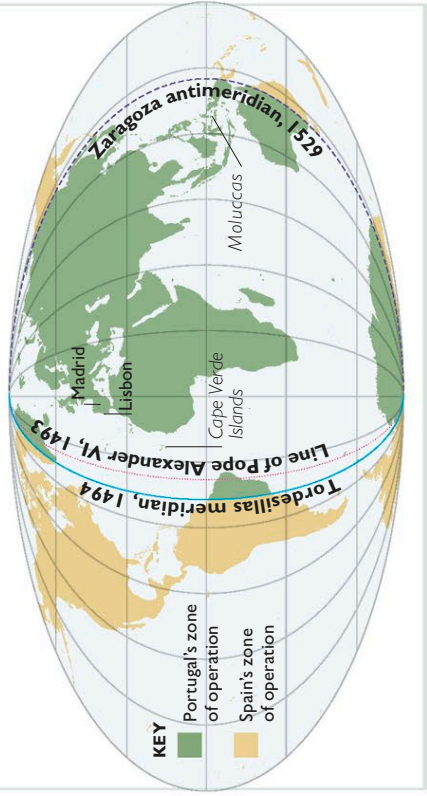 Zaragoza antimeridian, 1529
Moluccas
Madrid
Lisbon
Cape Verde
Islands
Line of Pope Alexander VI, 1493
Tordesillas meridian, 1494
KEY
Portugal's zone
of operation
Spain's zone
of operation